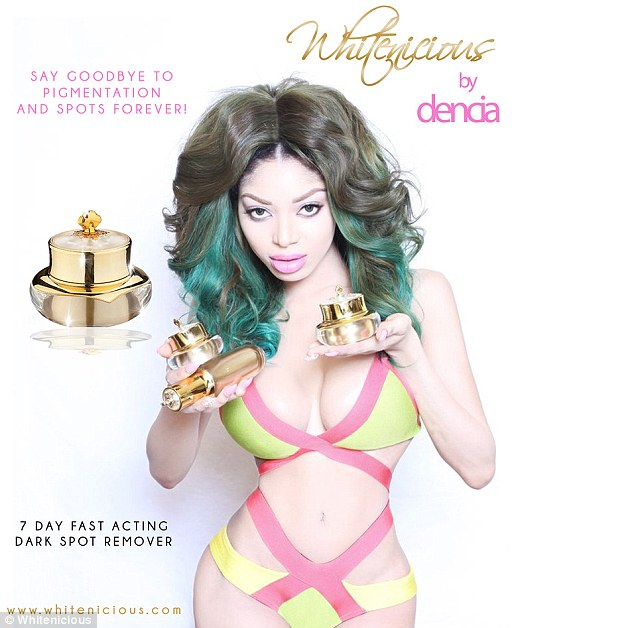 Whitenicious
by
dencia
SAY GOODBYE TO
PIGMENTATION
AND SPOTS FOREVER!
7 DAY FAST ACTING
DARK SPOT REMOVER
www.whitenicious.com
© Whitenicious